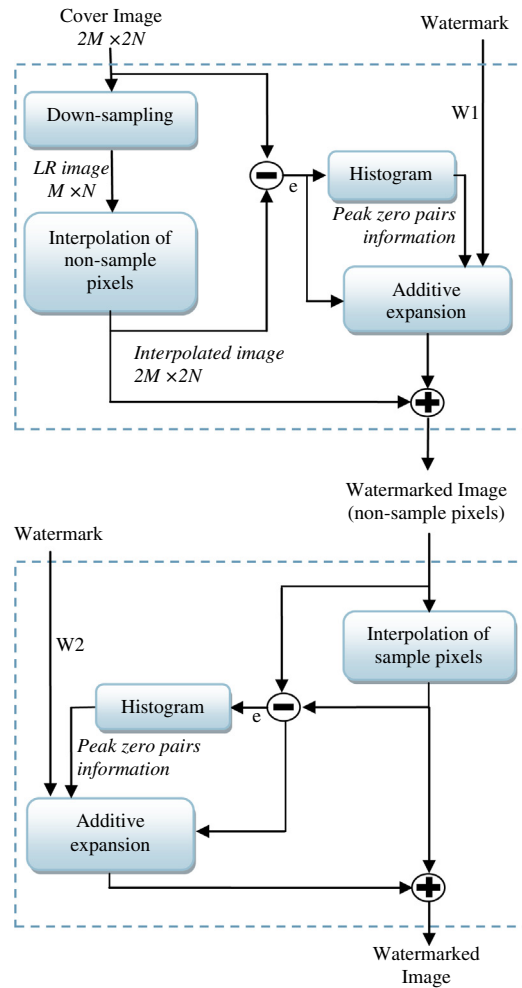 Cover Image
2M ×2N
Watermark
Down-sampling
W1
LR image
M ×N
e
Histogram
Interpolation of
non-sample
pixels
Peak zero pairs
information
Additive
expansion
Interpolated image
2M ×2N
Watermarked Image
(non-sample pixels)
Watermark
W2
Interpolation of
sample pixels
Histogram
e
Peak zero pairs
information
Additive
expansion
Watermarked
Image